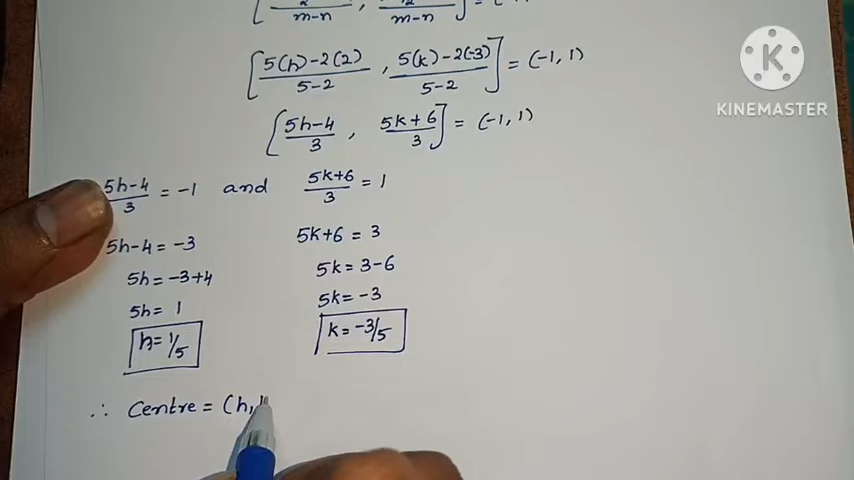 m-n , m-n
[5(h)-2(2)/5-2 , 5(k)-2(-3)/5-2] = (-1, 1)
[5h-4/3 , 5k+6/3] = (-1, 1)
5h-4/3 = -1 and 5k+6/3 = 1
5h-4 = -3 5k+6 = 3
5h = -3+4 5k = 3-6
5h = 1 5k = -3
h = 1/5 k = -3/5
∴ Centre = (h,
K
KINEMASTER